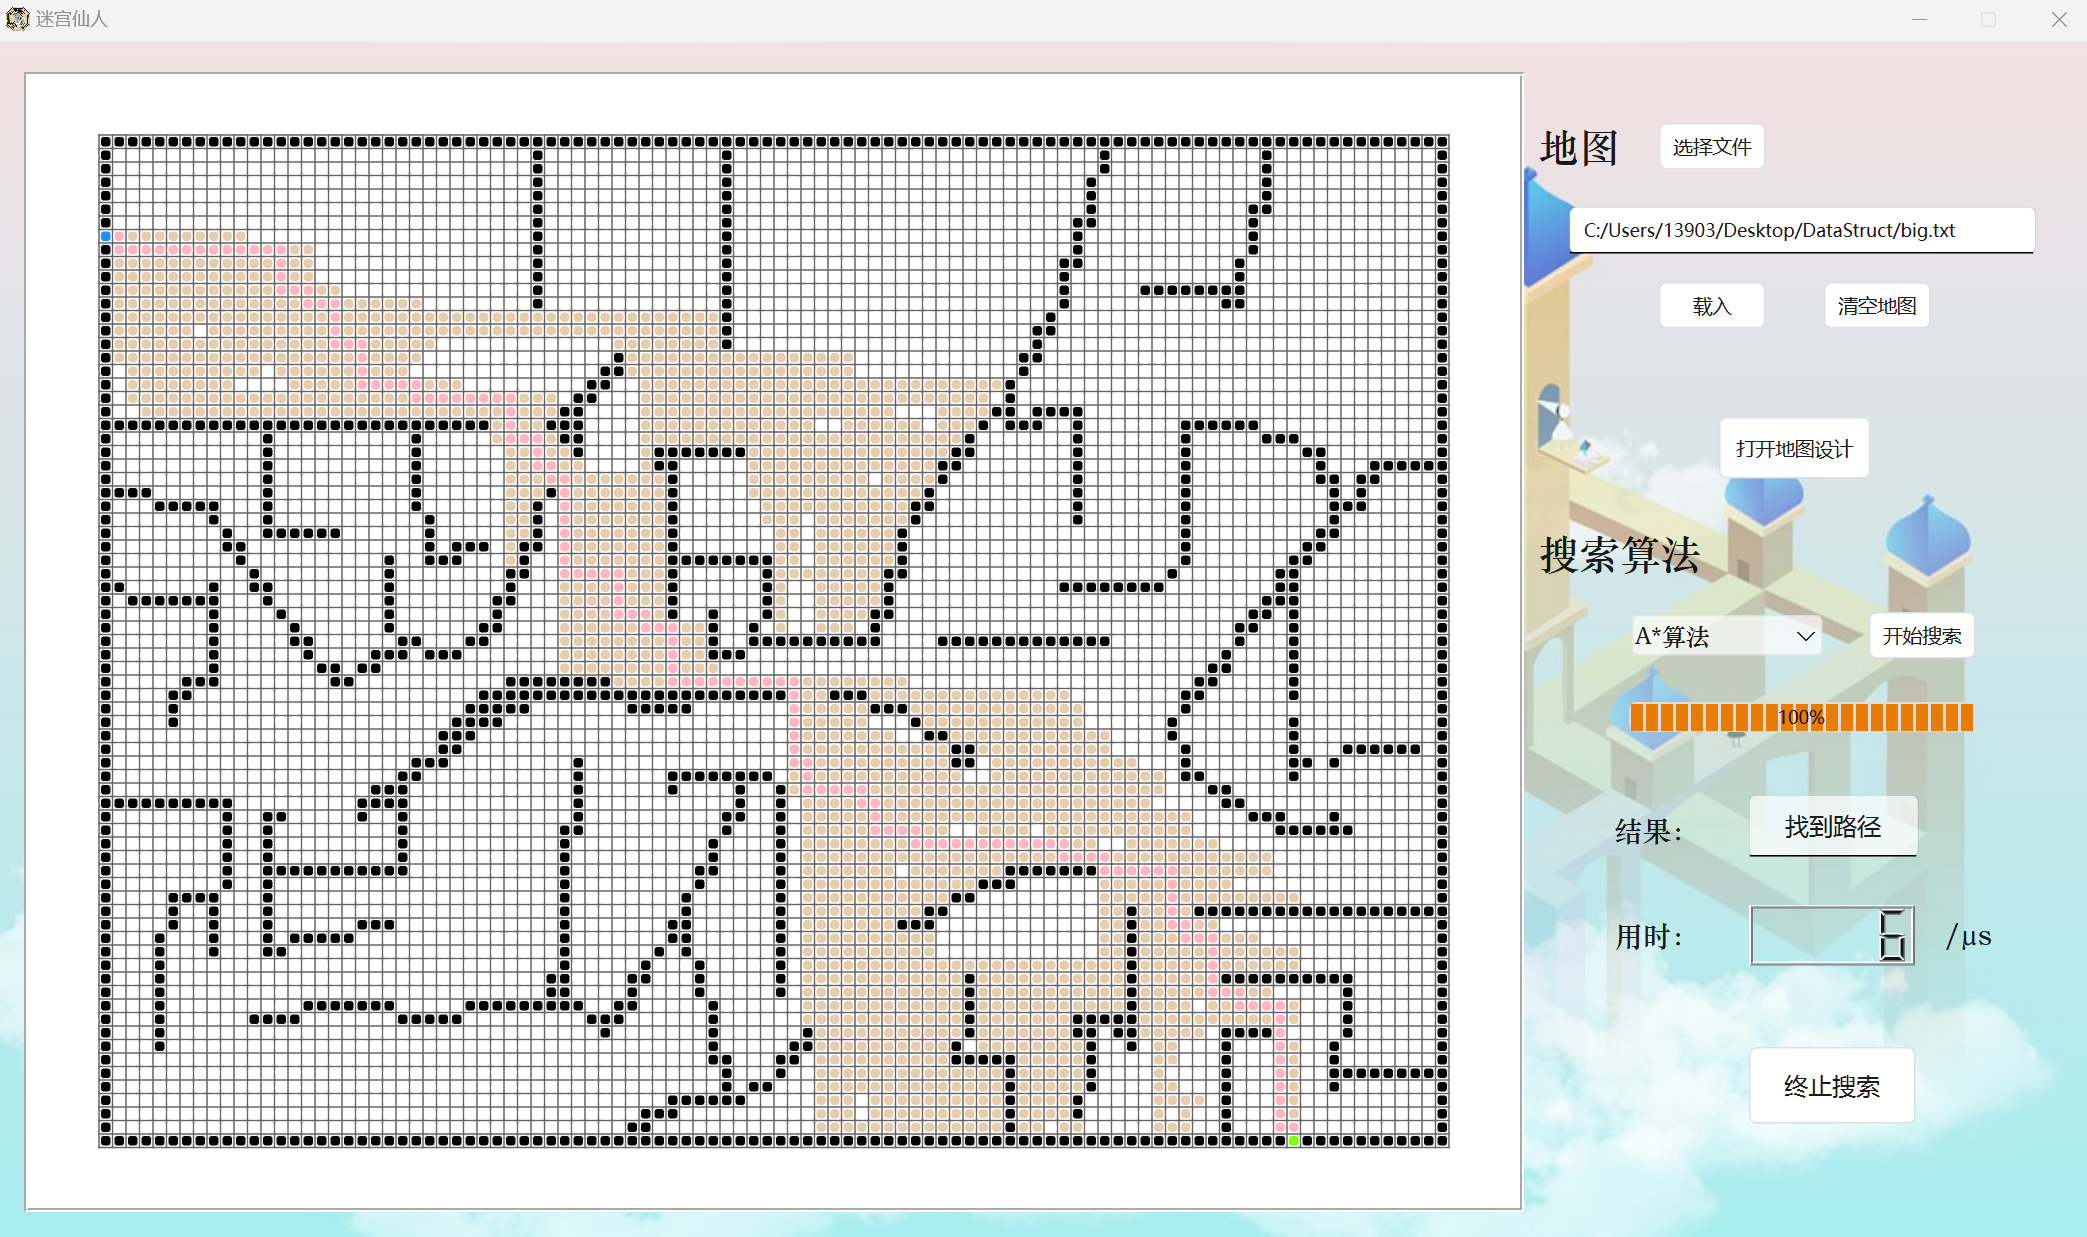 迷宫仙人
地图
选择文件
C:/Users/13903/Desktop/DataStruct/big.txt
载入
清空地图
打开地图设计
搜索算法
A*算法
开始搜索
100%
结果:
找到路径
用时:
6
/μs
终止搜索